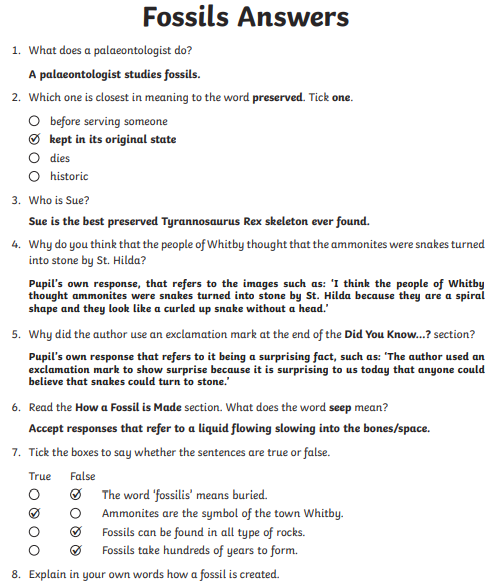 Fossils Answers
1. What does a palaeontologist do?
A palaeontologist studies fossils.
2. Which one is closest in meaning to the word preserved. Tick one.
before serving someone
kept in its original state
dies
historic
3. Who is Sue?
Sue is the best preserved Tyrannosaurus Rex skeleton ever found.
4. Why do you think that the people of Whitby thought that the ammonites were snakes turned
into stone by St. Hilda?
Pupil's own response, that refers to the images such as: 'I think the people of Whitby
thought ammonites were snakes turned into stone by St. Hilda because they are a spiral
shape and they look like a curled up snake without a head.'
5. Why did the author use an exclamation mark at the end of the Did You Know...? section?
Pupil's own response that refers to it being a surprising fact, such as: 'The author used an
exclamation mark to show surprise because it is surprising to us today that anyone could
believe that snakes could turn to stone.'
6. Read the How a Fossil is Made section. What does the word seep mean?
Accept responses that refer to a liquid flowing slowing into the bones/space.
7. Tick the boxes to say whether the sentences are true or false.
True False
The word 'fossilis' means buried.
Ammonites are the symbol of the town Whitby.
Fossils can be found in all type of rocks.
Fossils take hundreds of years to form.
8. Explain in your own words how a fossil is created.